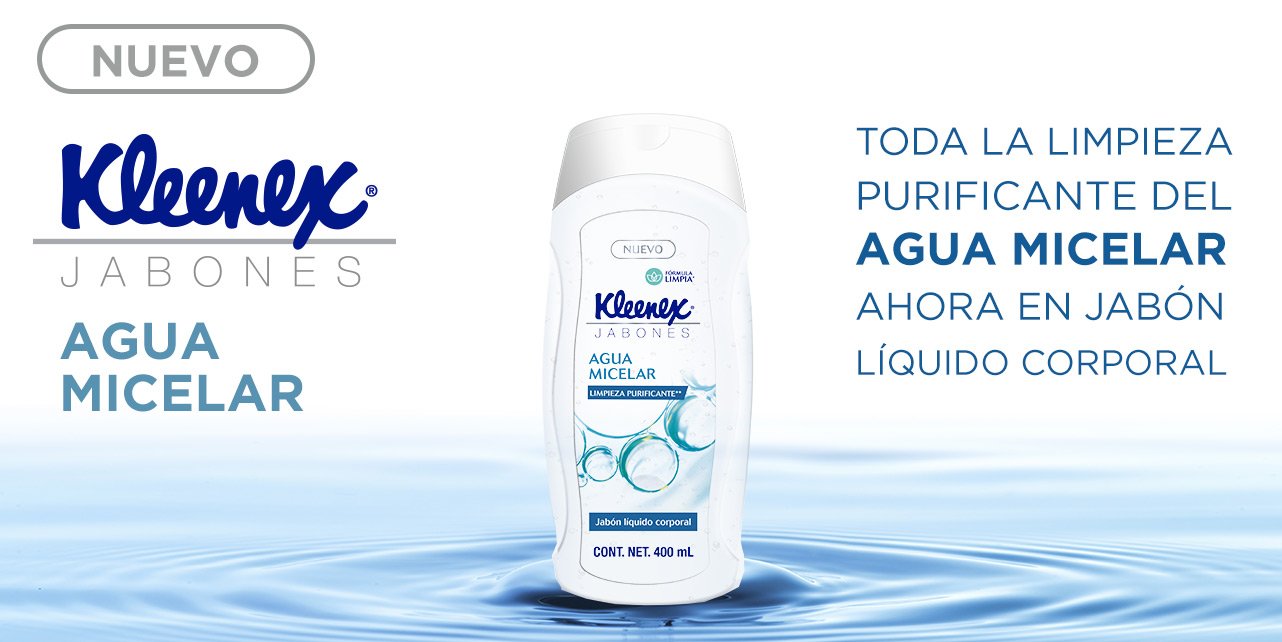 NUEVO
Kleenex®
JABONES
AGUA
MICELAR
NUEVO
FÓRMULA
LIMPIA*
Kleenex®
JABONES
AGUA
MICELAR
LIMPIEZA PURIFICANTE**
Jabón líquido corporal
CONT. NET. 400 mL
TODA LA LIMPIEZA
PURIFICANTE DEL
AGUA MICELAR
AHORA EN JABÓN
LÍQUIDO CORPORAL